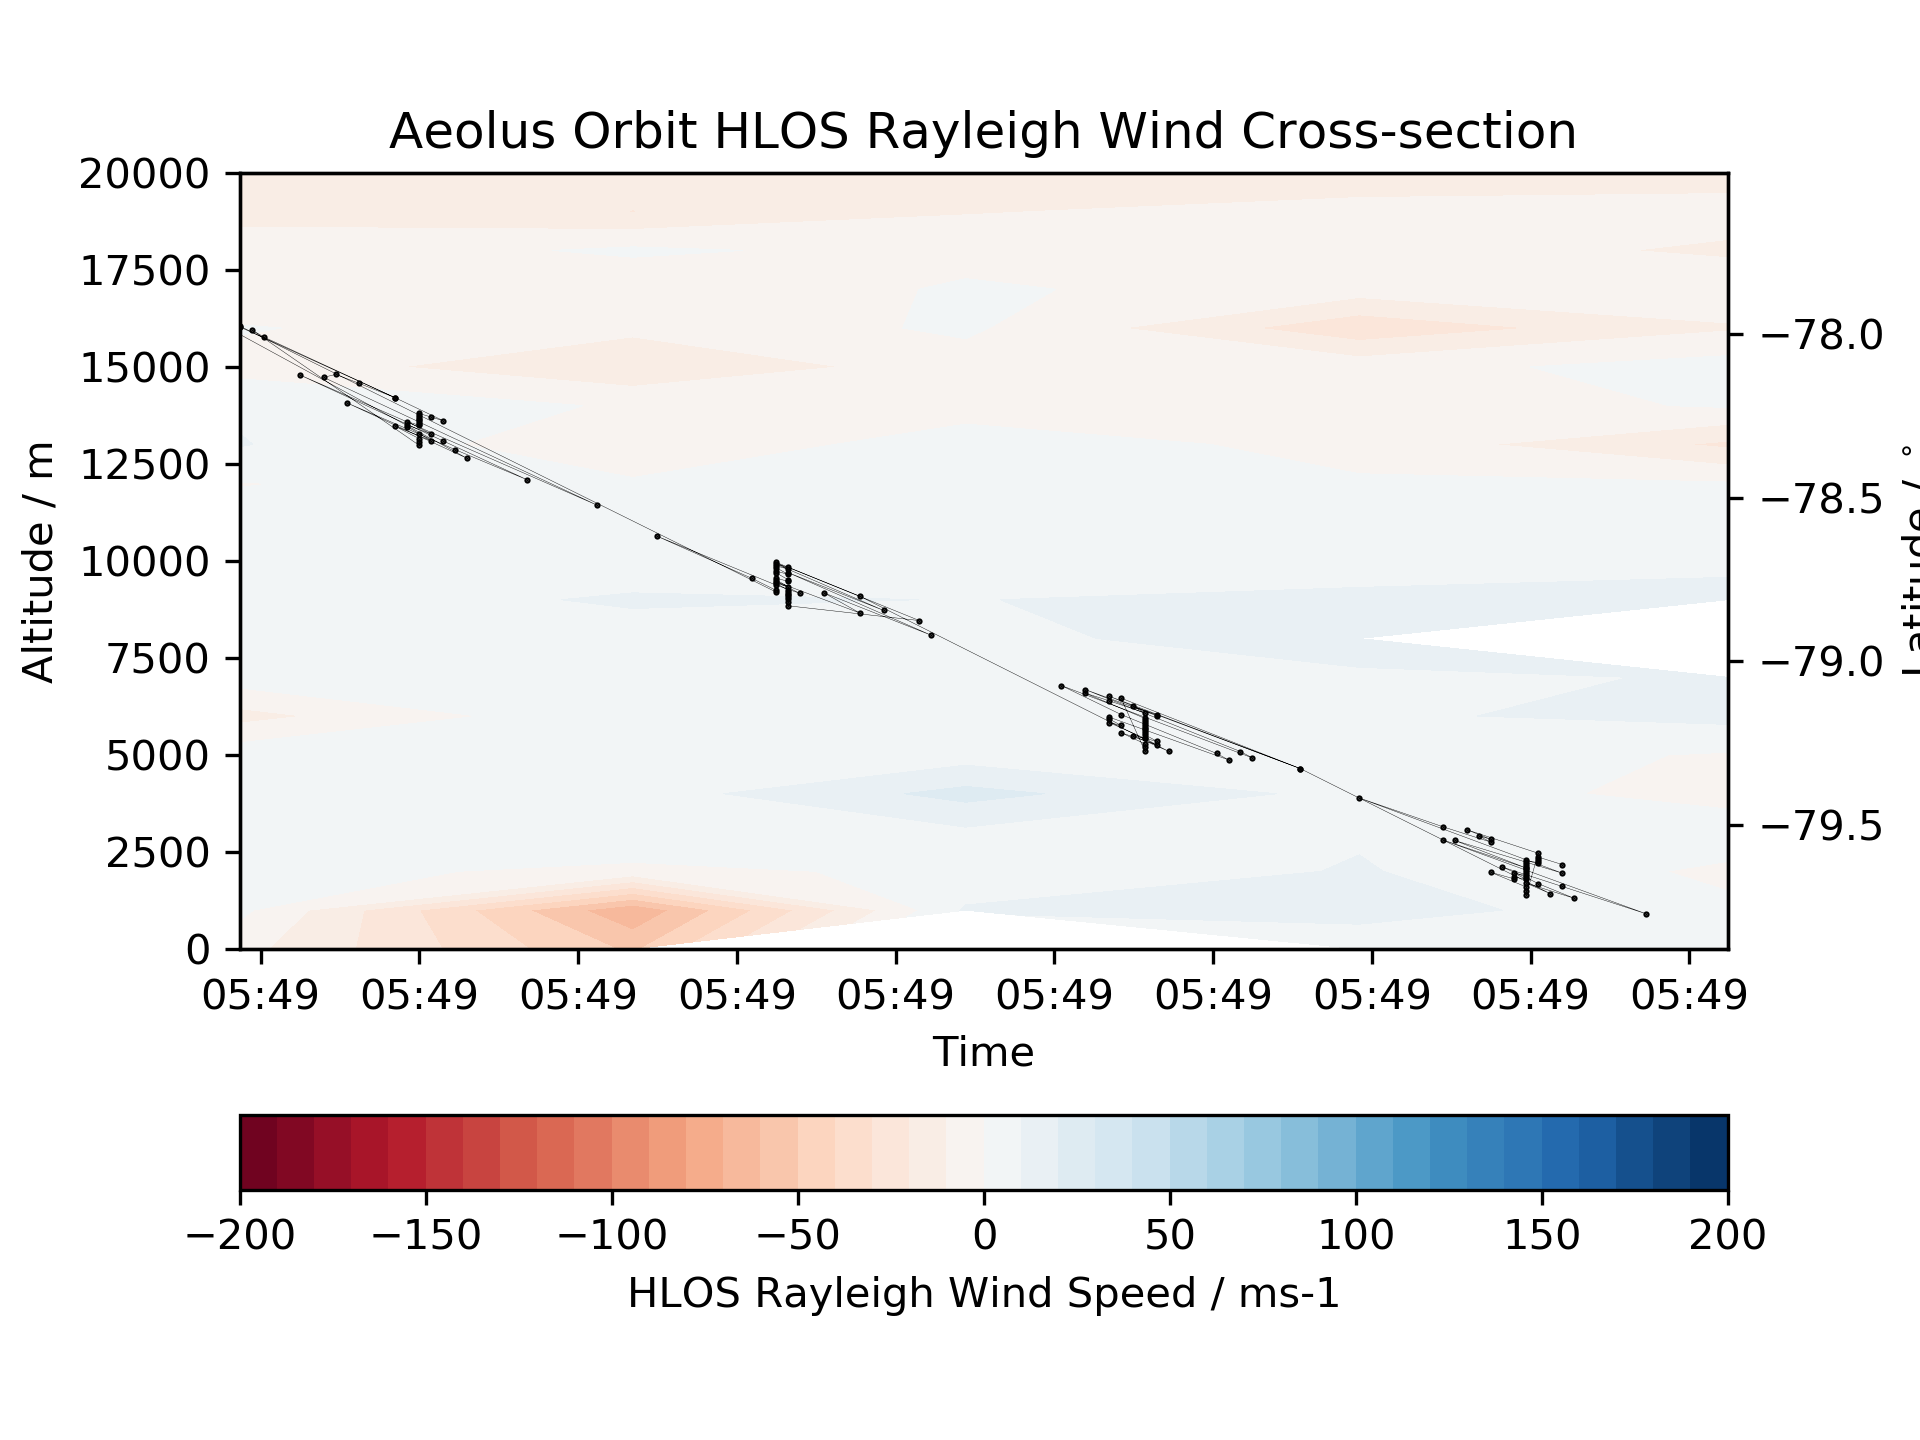 Aeolus Orbit HLOS Rayleigh Wind Cross-section
20000
17500
15000
12500
10000
7500
5000
2500
0
Altitude / m
−78.0
−78.5
−79.0
−79.5
Latitude / °
05:49 05:49 05:49 05:49 05:49 05:49 05:49 05:49 05:49 05:49
Time
−200 −150 −100 −50 0 50 100 150 200
HLOS Rayleigh Wind Speed / ms-1